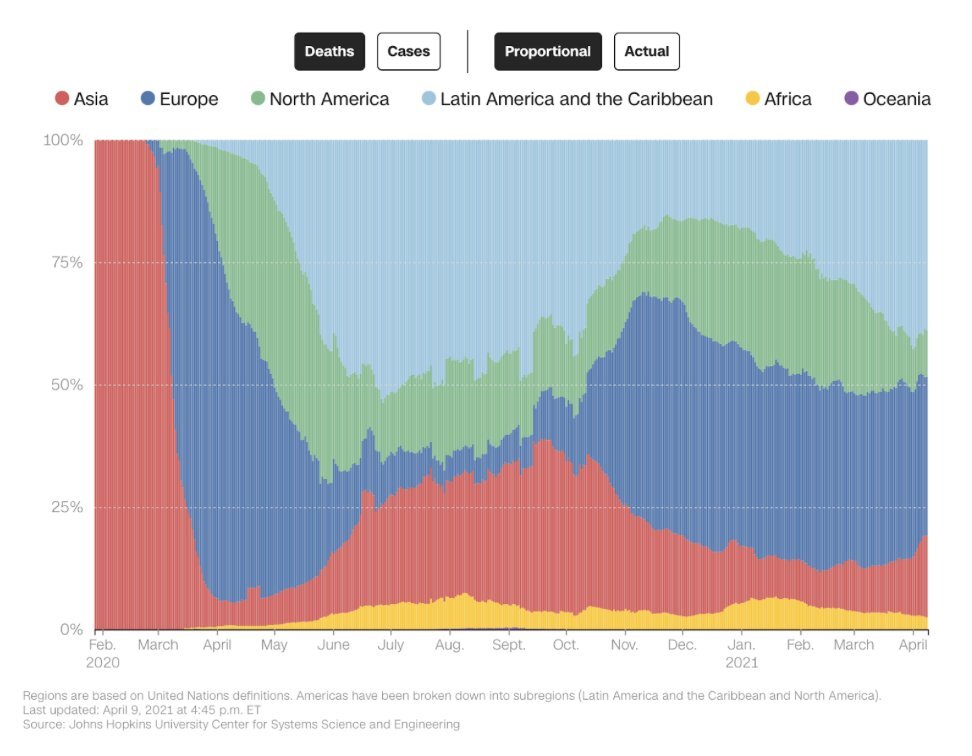 Deaths Cases Proportional Actual
Asia Europe North America Latin America and the Caribbean Africa Oceania
100%
75%
50%
25%
0%
Feb. March April May June July Aug. Sept. Oct. Nov. Dec. Jan. Feb. March April
2020 2021
Regions are based on United Nations definitions. Americas have been broken down into subregions (Latin America and the Caribbean and North America).
Last updated: April 9, 2021 at 4:45 p.m. ET
Source: Johns Hopkins University Center for Systems Science and Engineering